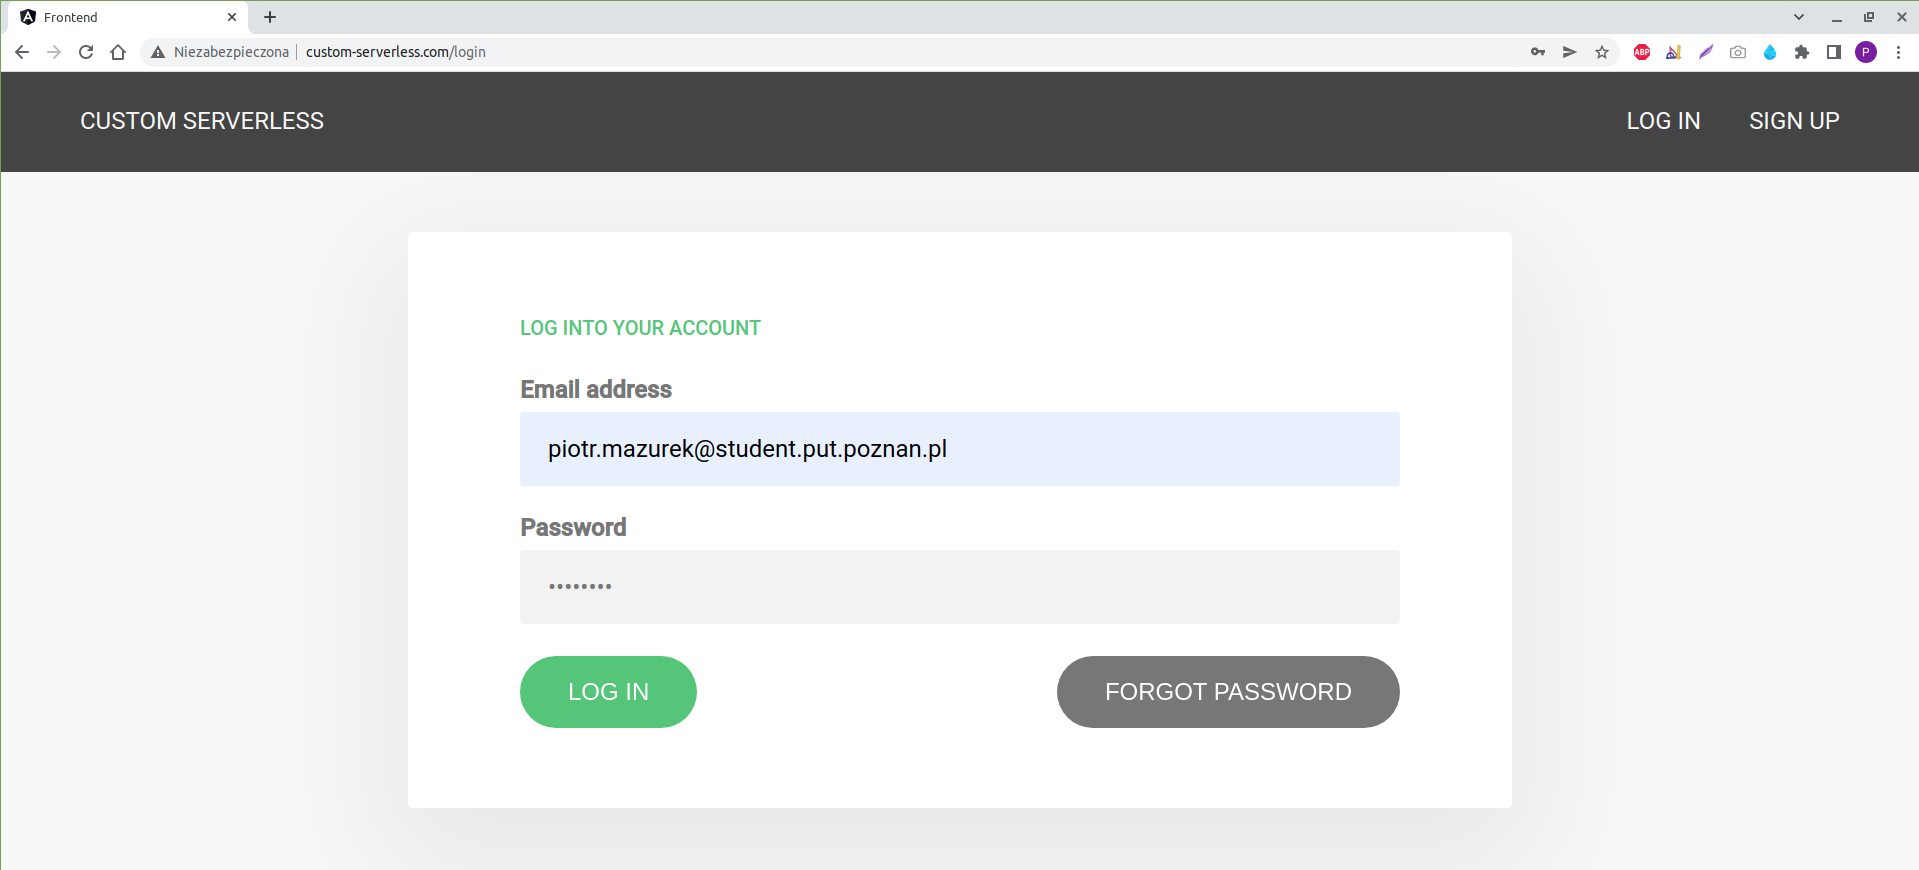 Frontend
Niezabezpieczona | custom-serverless.com/login
ABP
P
CUSTOM SERVERLESS
LOG IN
SIGN UP
LOG INTO YOUR ACCOUNT
Email address
piotr.mazurek@student.put.poznan.pl
Password
••••••••
LOG IN
FORGOT PASSWORD